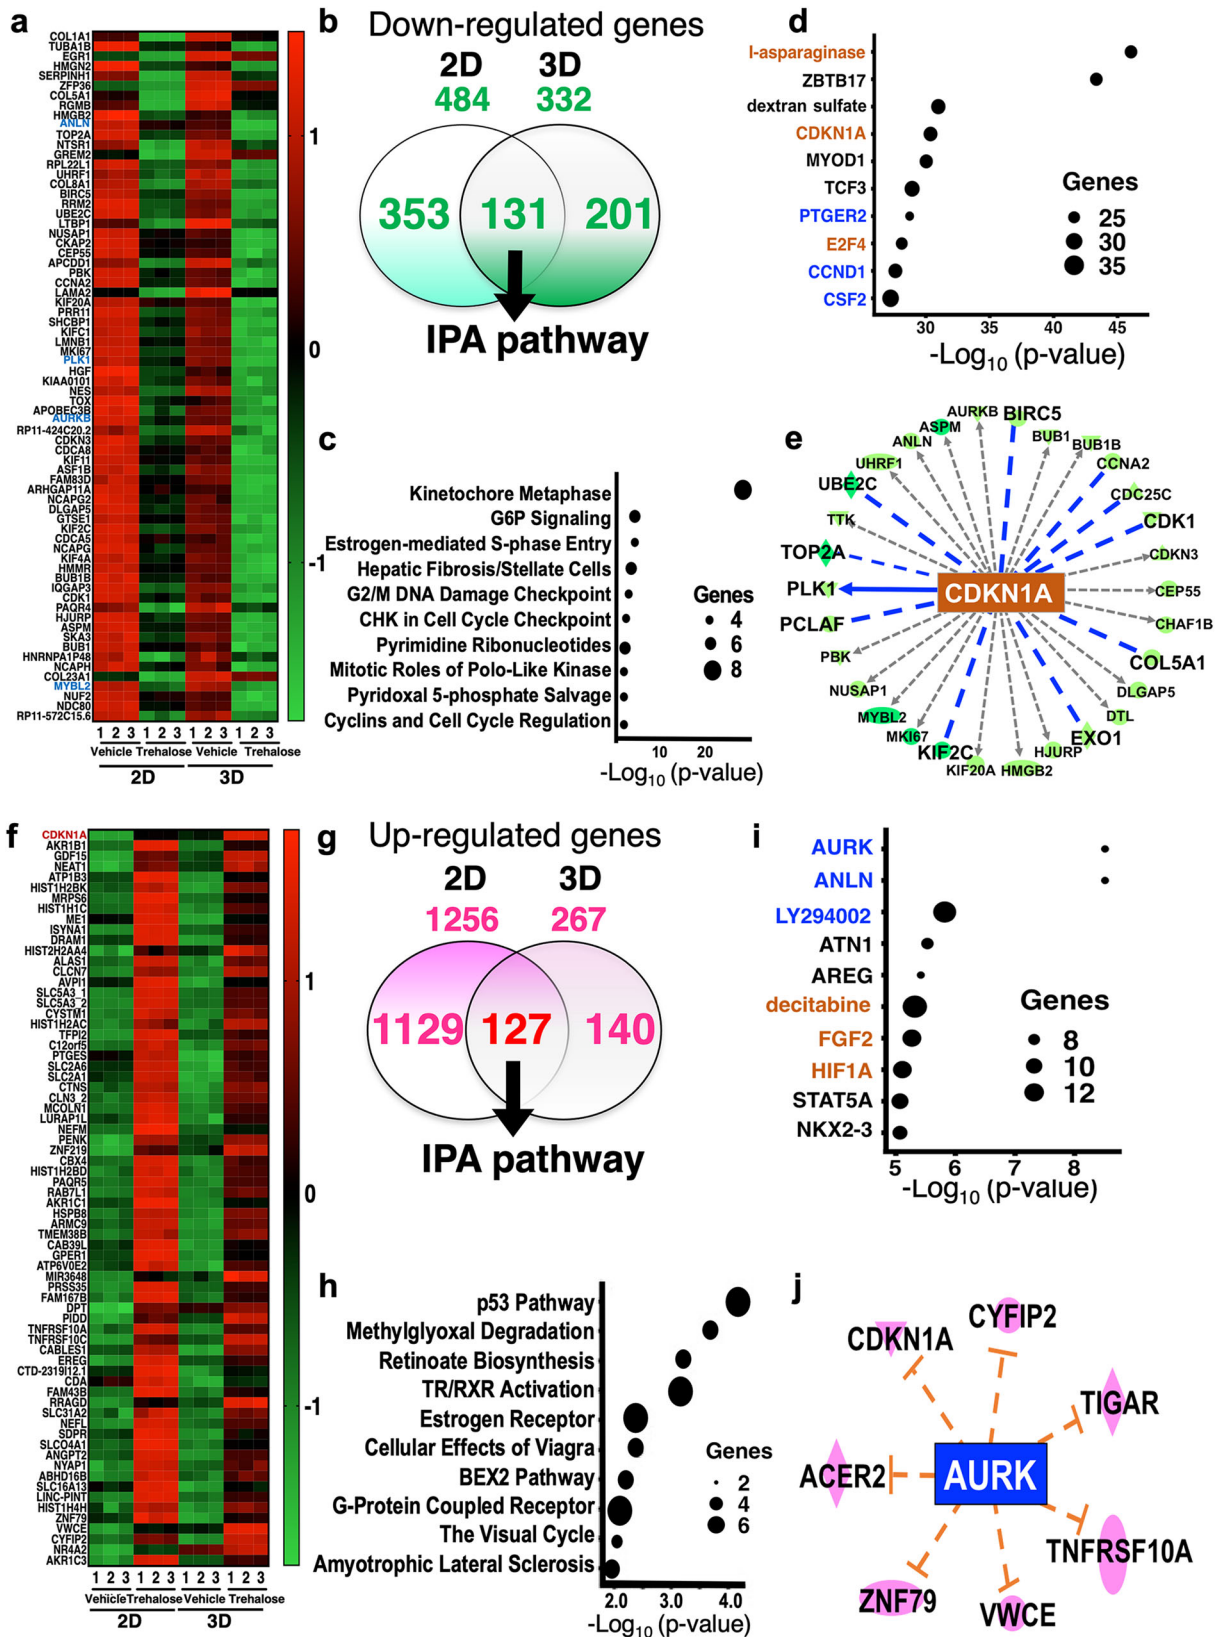 a
COL1A1
TUBA1B
EGR1
HMGN2
SERPINH1
ZFP36
COL5A1
RGMB
HMGB2
ANLN
TOP2A
NTSR1
GREM2
RPL22L1
UHRF1
COL8A1
BIRC5
RRM2
UBE2C
LTBP1
NUSAP1
CKAP2
CEP55
APCDD1
PBK
CCNA2
LAMA2
KIF20A
PRR11
SHCBP1
KIFC1
LMNB1
MKI67
PLK1
HGF
KIAA0101
NES
TOX
APOBEC3B
AURKB
RP11-424C20.2
CDKN3
CDCA8
KIF11
ASF1B
FAM83D
ARHGAP11A
NCAPG2
DLGAP5
GTSE1
KIF2C
CDCA5
NCAPG
KIF4A
HMMR
BUB1B
IQGAP3
CDK1
PAQR4
HJURP
ASPM
SKA3
BUB1
HNRNPA1P48
NCAPH
COL23A1
MYBL2
NUF2
NDC80
RP11-572C15.6
1
0
-1
1 2 3 1 2 3 1 2 3 1 2 3
Vehicle Trehalose Vehicle Trehalose
2D 3D
b
Down-regulated genes
2D 3D
484 332
353 131 201
IPA pathway
c
Kinetochore Metaphase
G6P Signaling
Estrogen-mediated S-phase Entry
Hepatic Fibrosis/Stellate Cells
G2/M DNA Damage Checkpoint
CHK in Cell Cycle Checkpoint
Pyrimidine Ribonucleotides
Mitotic Roles of Polo-Like Kinase
Pyridoxal 5-phosphate Salvage
Cyclins and Cell Cycle Regulation
Genes
4
6
8
10 20
-Log10 (p-value)
d
l-asparaginase
ZBTB17
dextran sulfate
CDKN1A
MYOD1
TCF3
PTGER2
E2F4
CCND1
CSF2
Genes
25
30
35
30 35 40 45
-Log10 (p-value)
e
AURKB
BIRC5
ASPM
BUB1
ANLN
BUB1B
UHRF1
CCNA2
UBE2C
CDC25C
TTK
CDK1
TOP2A
CDKN3
PLK1
CDKN1A
CEP55
PCLAF
CHAF1B
PBK
COL5A1
NUSAP1
DLGAP5
MYBL2
DTL
MKI67
EXO1
KIF2C
HJURP
KIF20A
HMGB2
f
CDKN1A
AKR1B1
GDF15
NEAT1
ATP1B3
HIST1H2BK
MRPS6
HIST1H1C
ME1
ISYNA1
DRAM1
HIST2H2AA4
ALAS1
CLCN7
AVPI1
SLC5A3_1
SLC5A3_2
CYSTM1
HIST1H2AC
TFPI2
C12orf5
PTGES
SLC2A6
SLC2A1
CTNS
CLN3_2
MCOLN1
LURAP1L
NEFM
PENK
ZNF219
CBX4
HIST1H2BD
PAQR5
RAB7L1
AKR1C1
HSPB8
ARMC9
TMEM38B
CAB39L
GPER1
ATP6V0E2
MIR3648
PRSS35
FAM167B
DPT
PIDD
TNFRSF10A
TNFRSF10C
CABLES1
EREG
CTD-2319I12.1
CDA
FAM43B
RRAGD
SLC31A2
NEFL
SDPR
SLCO4A1
ANGPT2
NYAP1
ABHD16B
SLC16A13
LINC-PINT
HIST1H4H
ZNF79
VWCE
CYFIP2
NR4A2
AKR1C3
1
0
-1
1 2 3 1 2 3 1 2 3 1 2 3
Vehicle Trehalose Vehicle Trehalose
2D 3D
g
Up-regulated genes
2D 3D
1256 267
1129 127 140
IPA pathway
h
p53 Pathway
Methylglyoxal Degradation
Retinoate Biosynthesis
TR/RXR Activation
Estrogen Receptor
Cellular Effects of Viagra
BEX2 Pathway
G-Protein Coupled Receptor
The Visual Cycle
Amyotrophic Lateral Sclerosis
Genes
2
4
6
2.0 3.0 4.0
-Log10 (p-value)
i
AURK
ANLN
LY294002
ATN1
AREG
decitabine
FGF2
HIF1A
STAT5A
NKX2-3
Genes
8
10
12
5 6 7 8
-Log10 (p-value)
j
CYFIP2
CDKN1A
TIGAR
ACER2
AURK
TNFRSF10A
ZNF79
VWCE